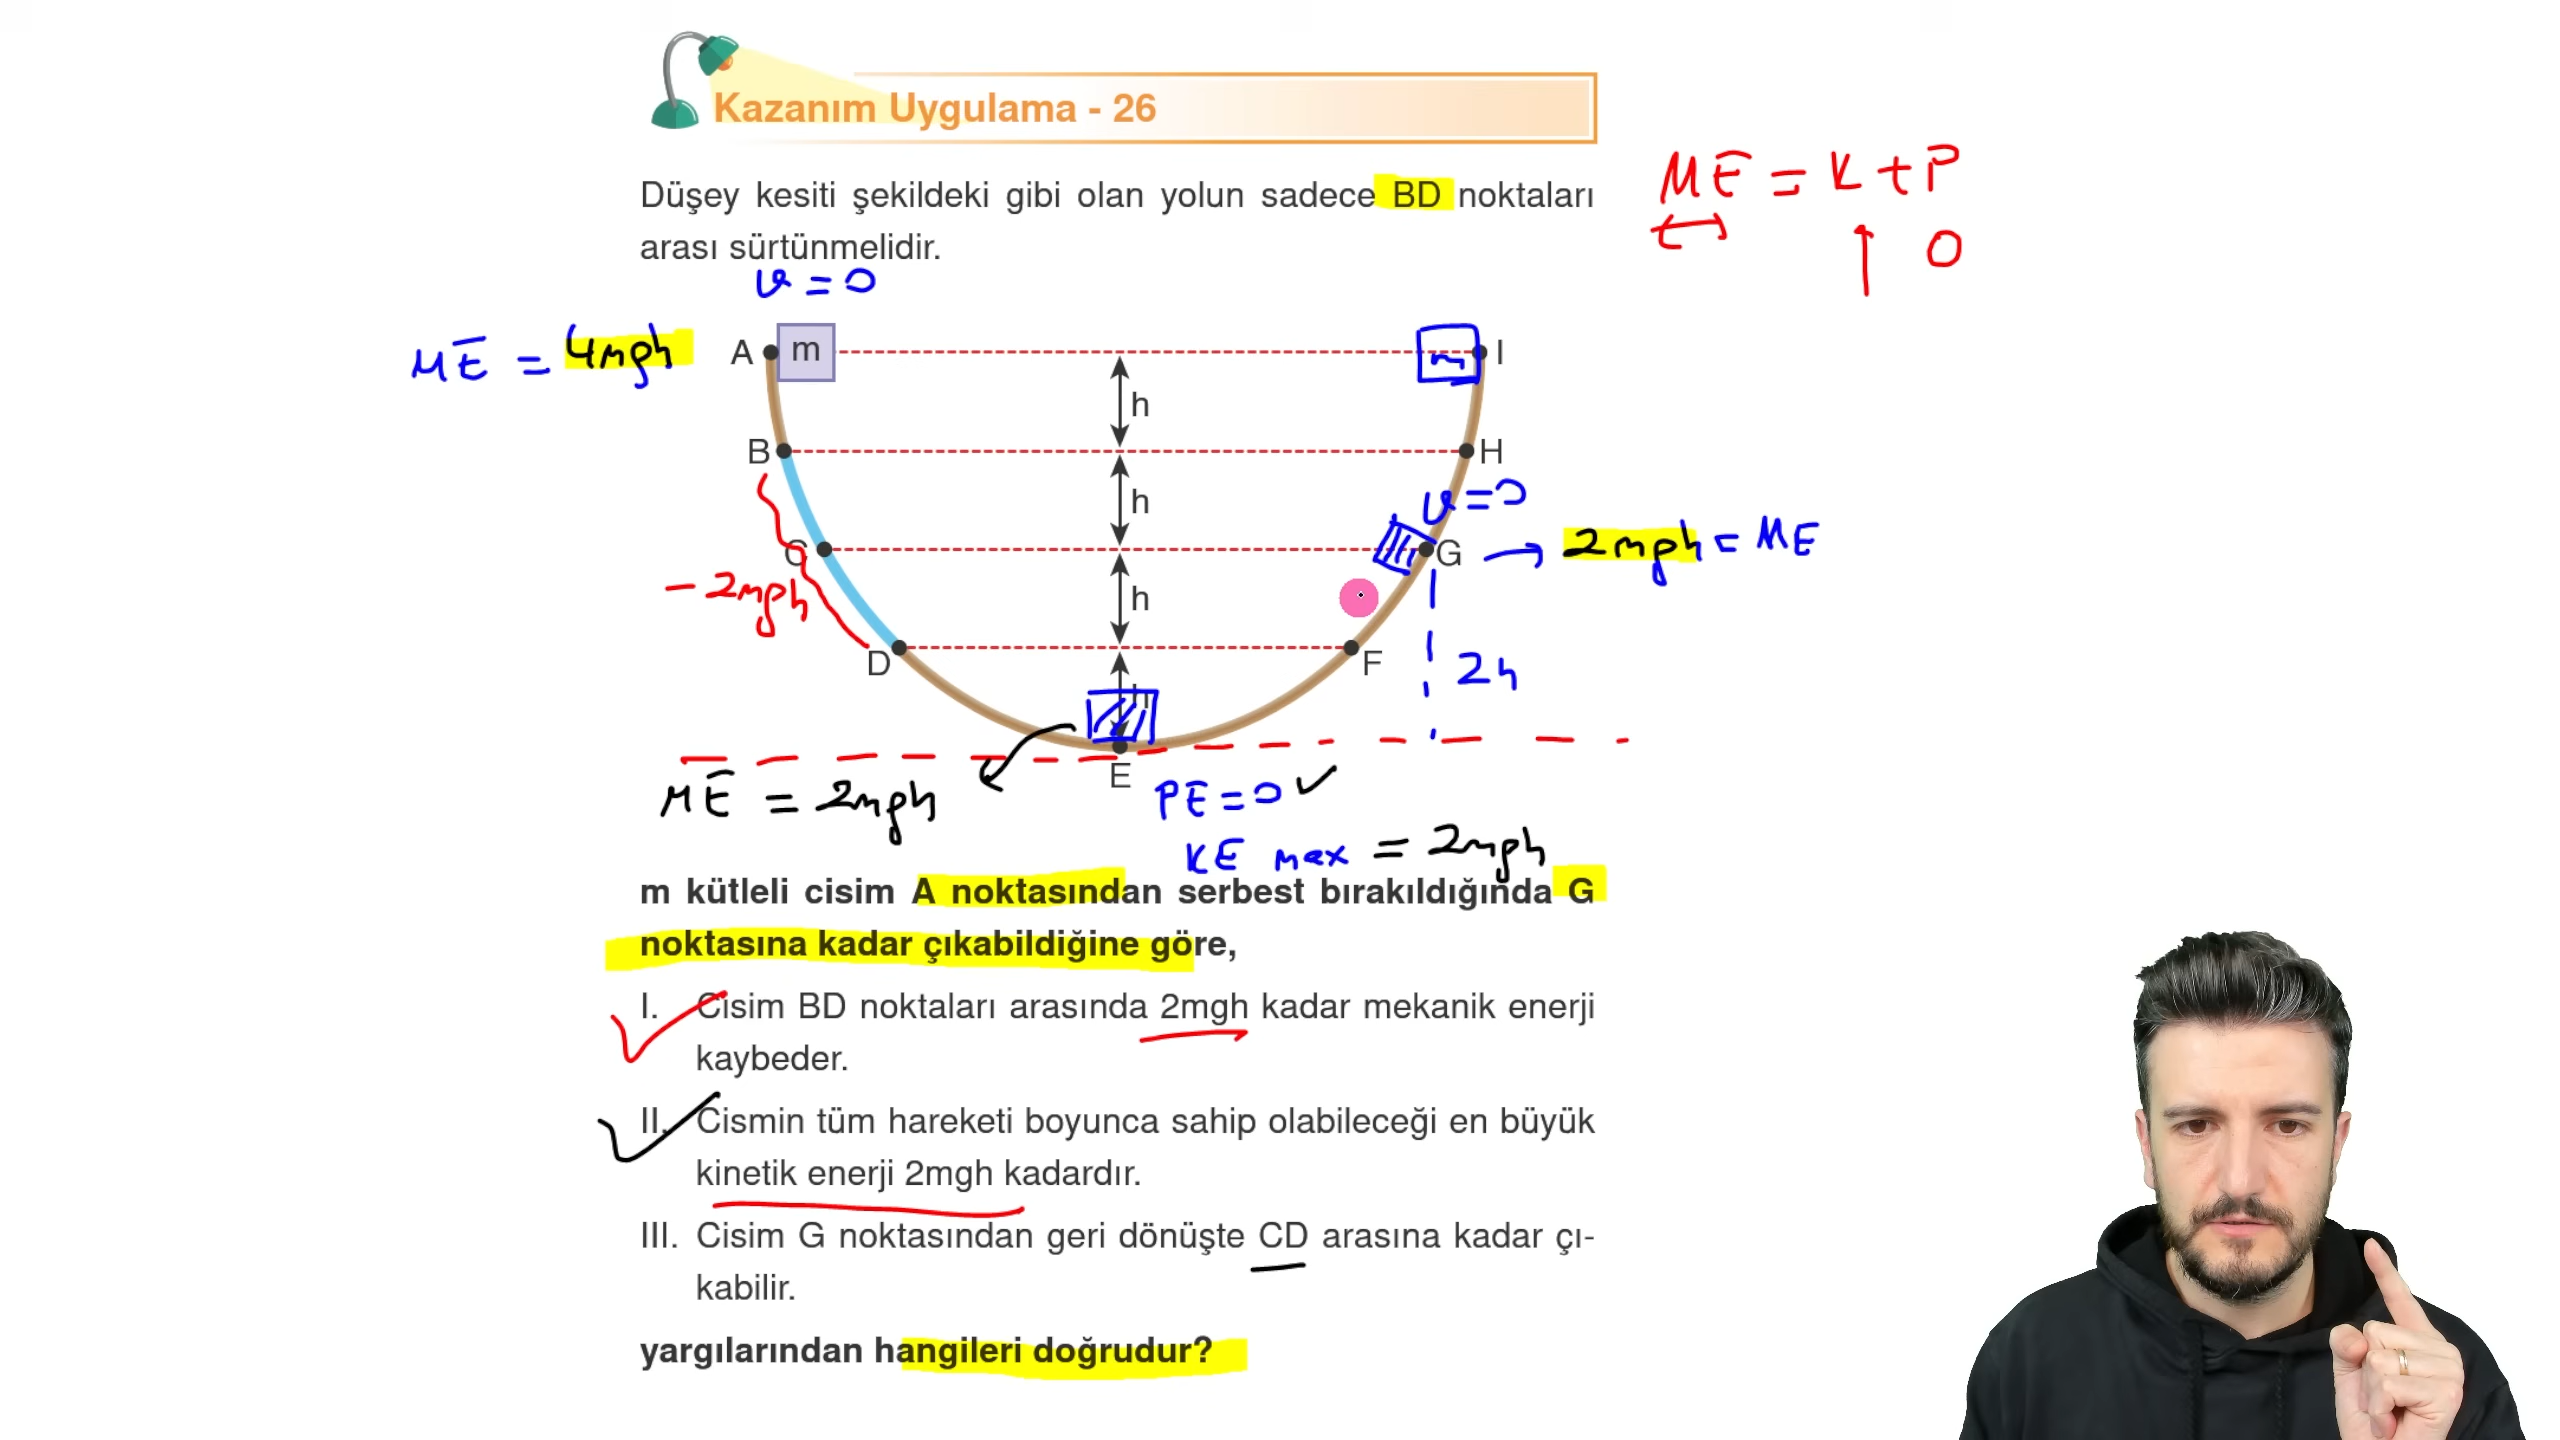 Kazanım Uygulama - 26
Düşey kesiti şekildeki gibi olan yolun sadece BD noktaları
arası sürtünmelidir.
ME = K + P
0
v = 0
ME = 4mgh
A m
m I
h
B H
h
v = 0
C G → 2mgh = ME
- 2mgh
h
D F
2h
h
E
ME = 2mgh
PE = 0 ✓
KE max = 2mgh
m kütleli cisim A noktasından serbest bırakıldığında G
noktasına kadar çıkabildiğine göre,
I. Cisim BD noktaları arasında 2mgh kadar mekanik enerji
kaybeder.
II. Cismin tüm hareketi boyunca sahip olabileceği en büyük
kinetik enerji 2mgh kadardır.
III. Cisim G noktasından geri dönüşte CD arasına kadar çı-
kabilir.
yargılarından hangileri doğrudur?